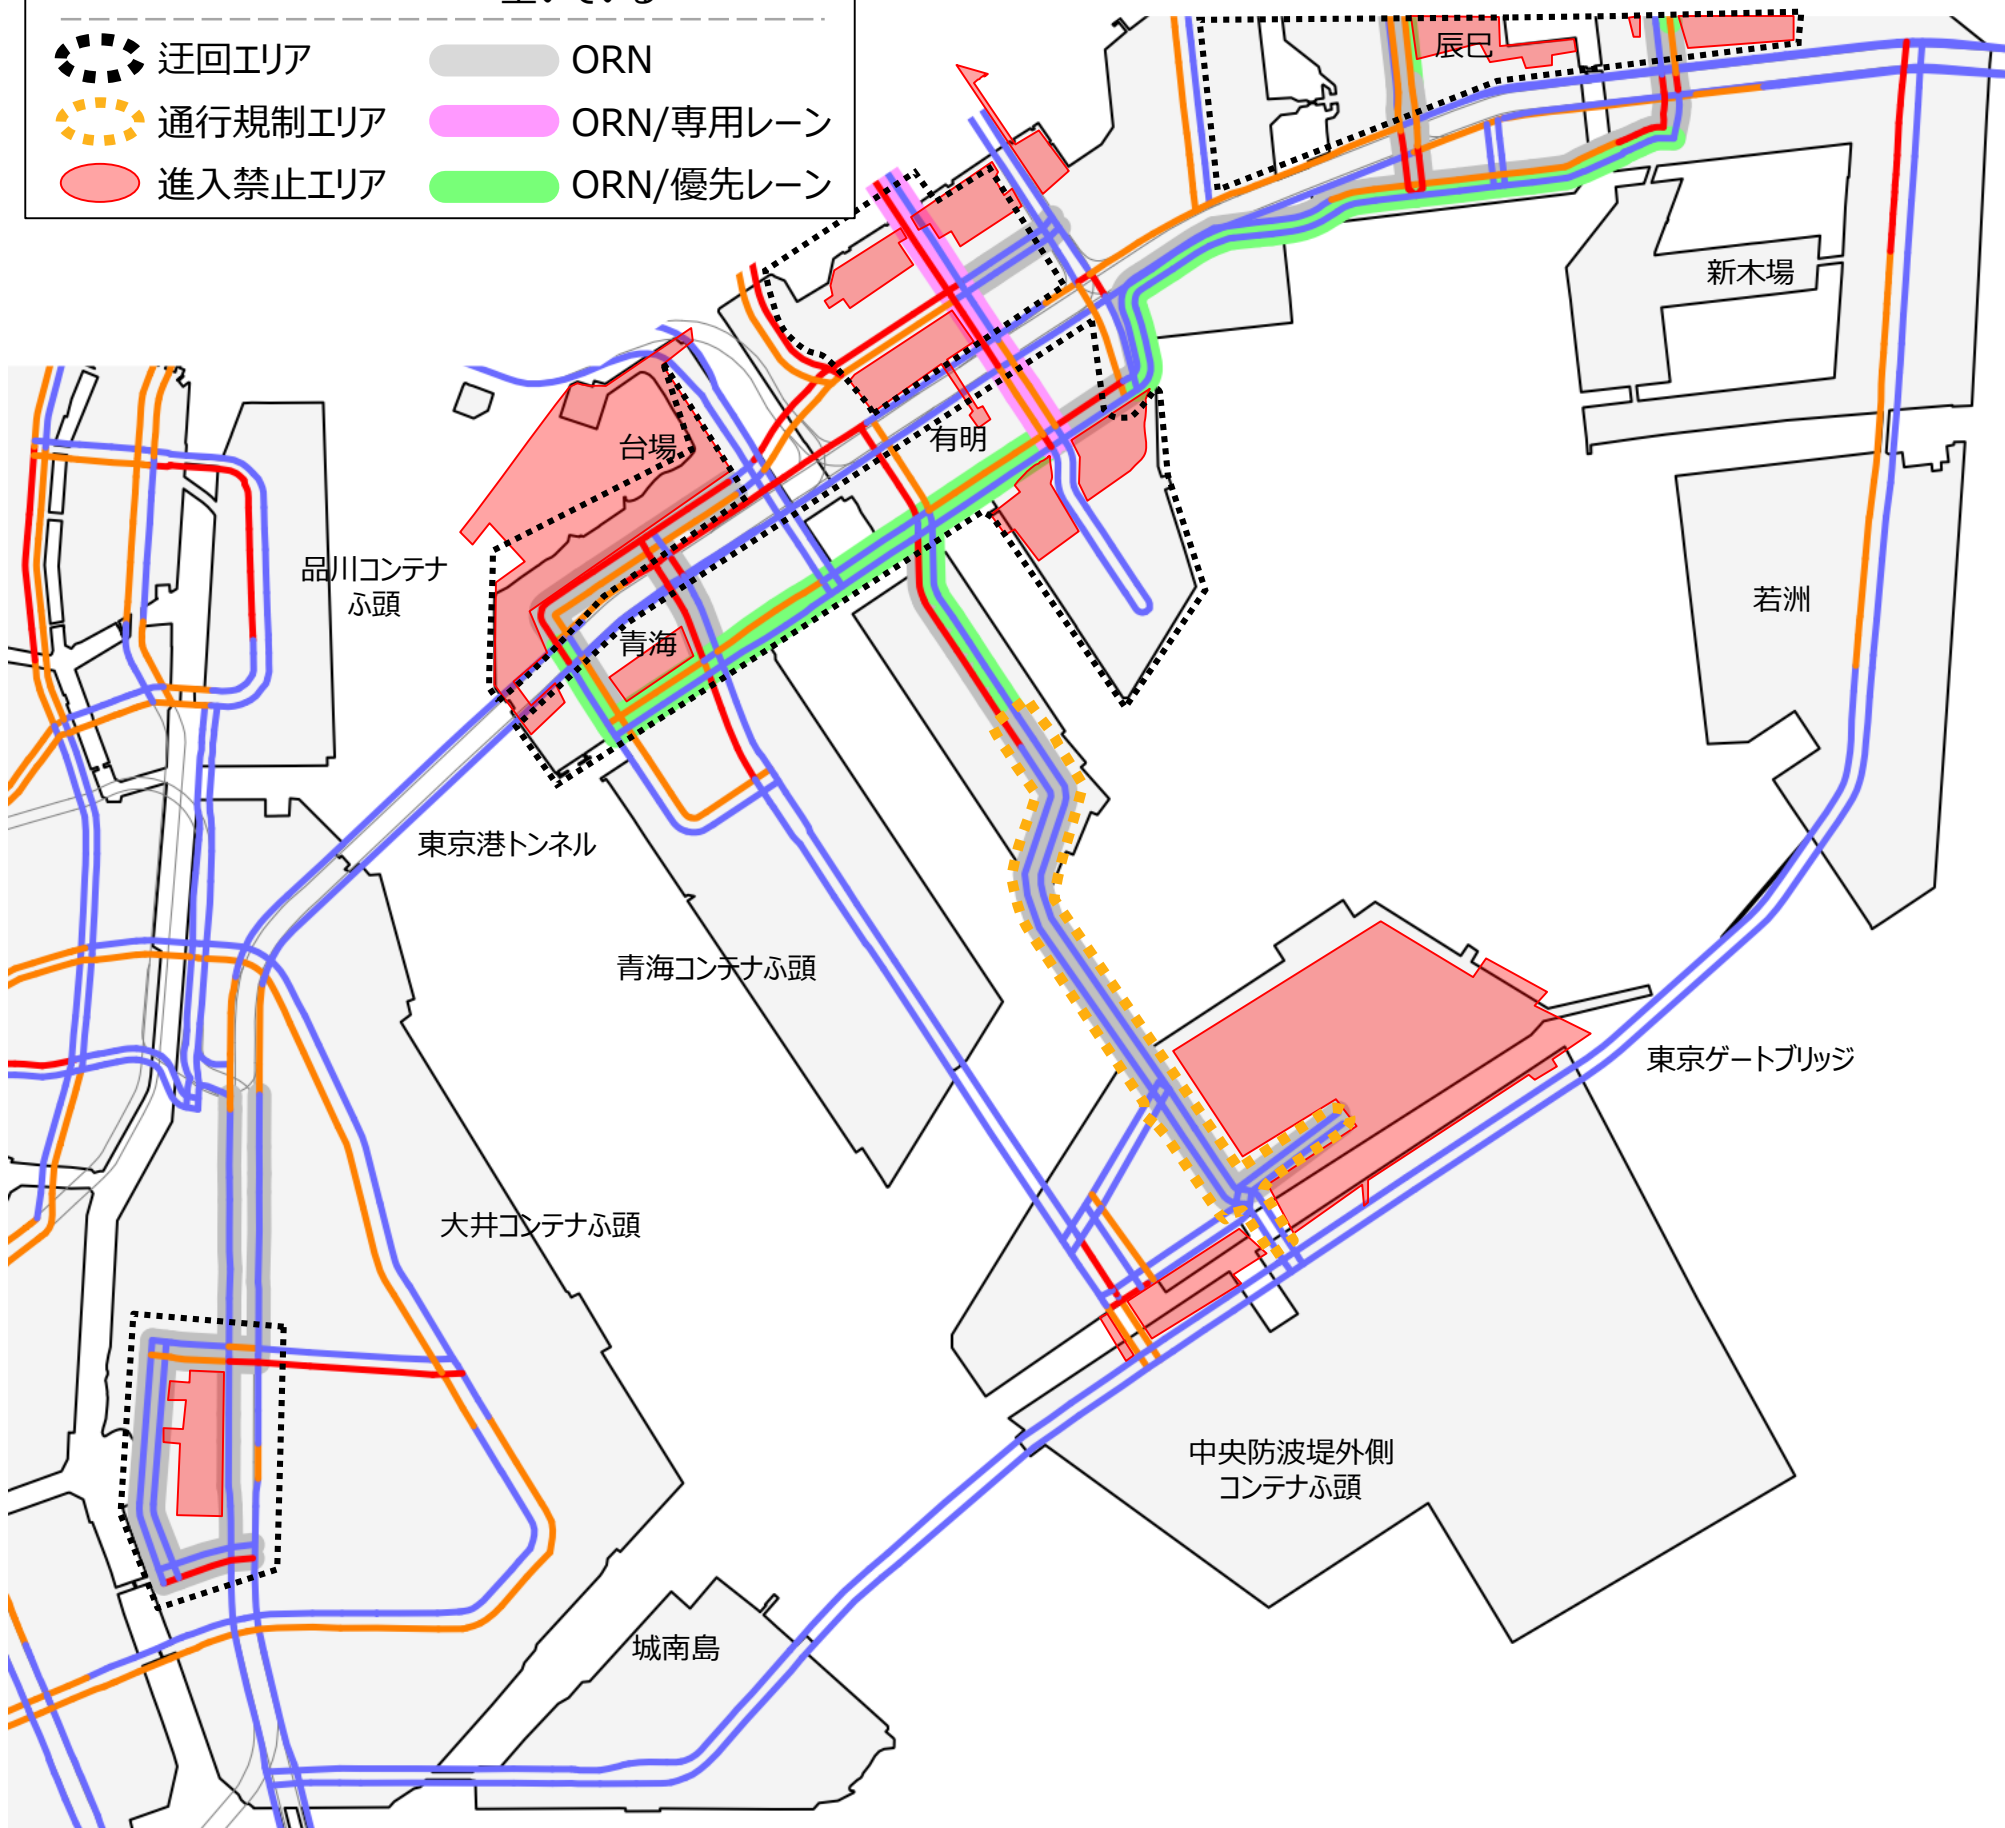 空いている
迂回エリア
ORN
通行規制エリア
ORN/専用レーン
進入禁止エリア
ORN/優先レーン
辰巳
新木場
有明
台場
品川コンテナ
ふ頭
若洲
青海
東京港トンネル
青海コンテナふ頭
東京ゲートブリッジ
大井コンテナふ頭
中央防波堤外側
コンテナふ頭
城南島